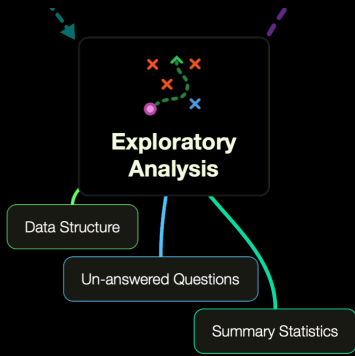 Exploratory
Analysis
Data Structure
Un-answered Questions
Summary Statistics